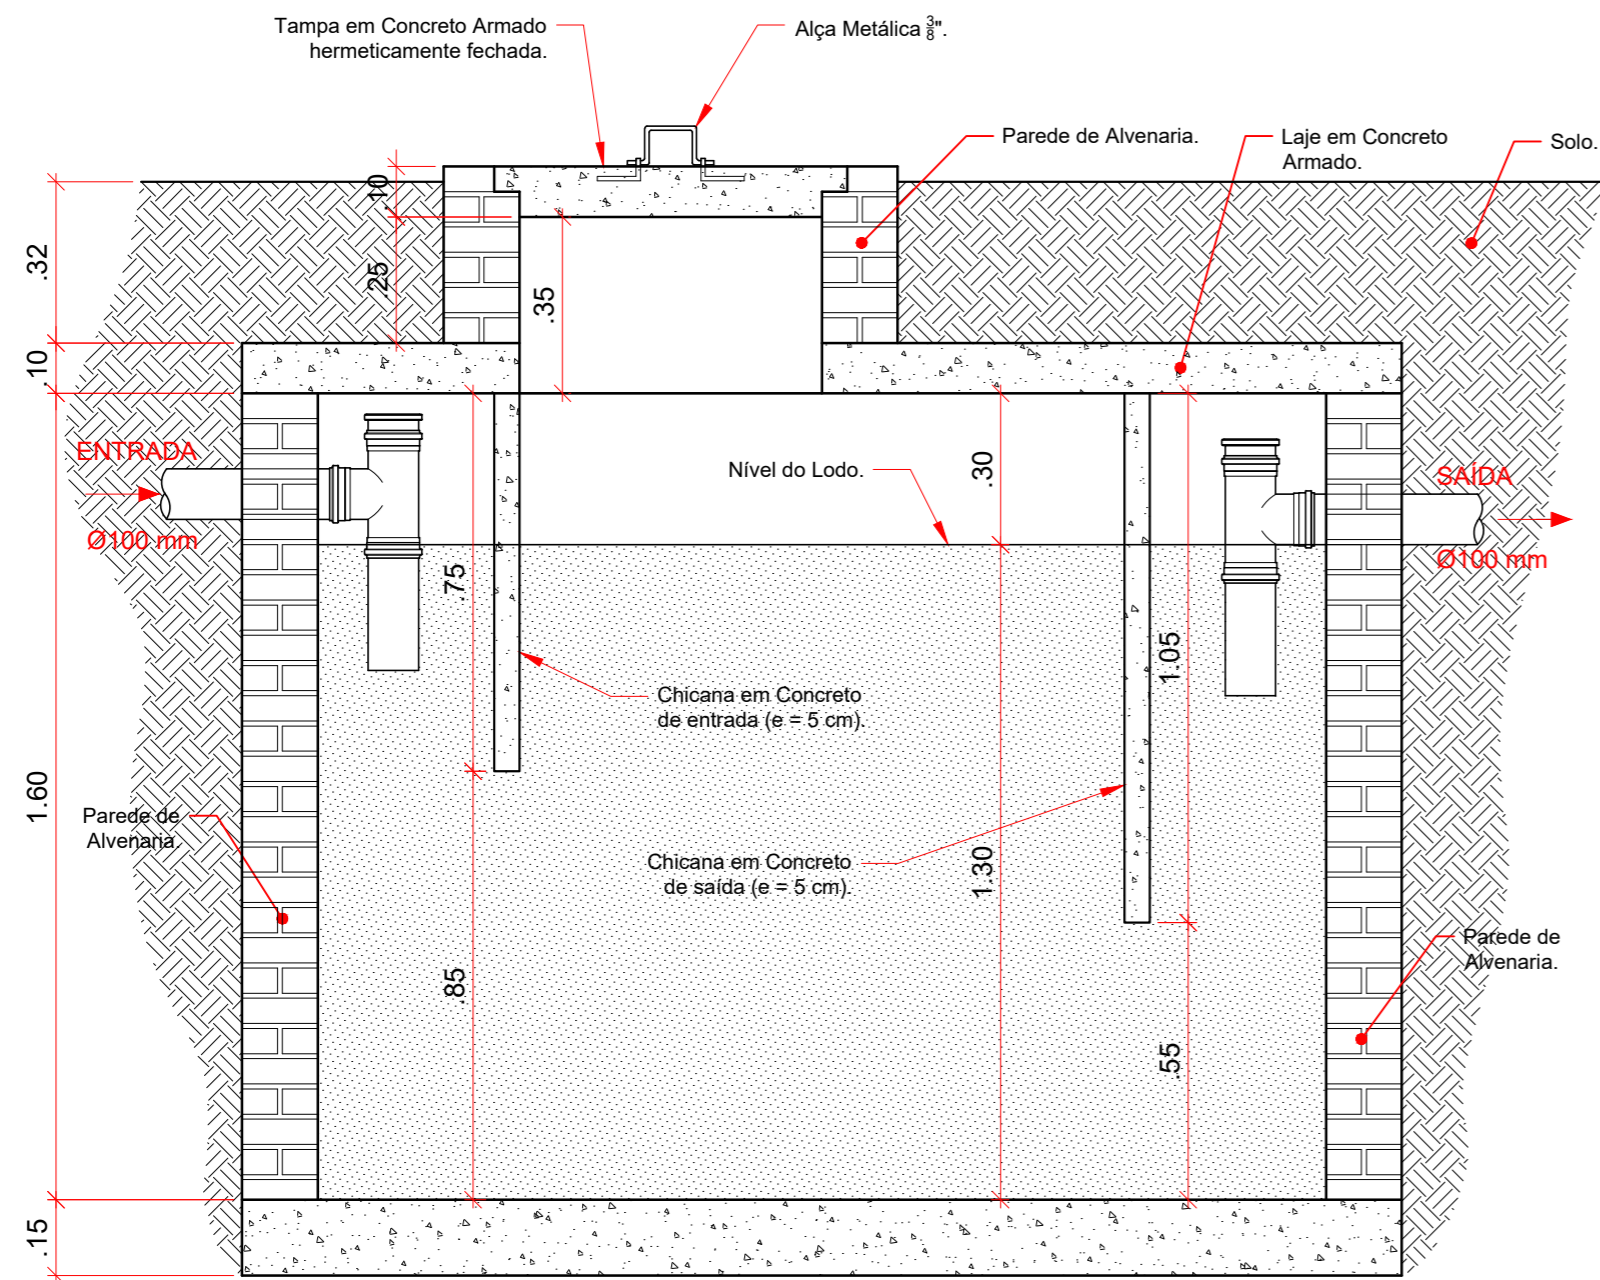 Tampa em Concreto Armado
hermeticamente fechada.
Alça Metálica 3/8".
Parede de Alvenaria.
Laje em Concreto
Armado.
Solo.
.32
.10
.25
.35
.10
ENTRADA
Ø100 mm
Nível do Lodo.
.30
SAÍDA
Ø100 mm
.75
1.05
Chicana em Concreto
de entrada (e = 5 cm).
1.60
Parede de
Alvenaria.
Chicana em Concreto
de saída (e = 5 cm).
1.30
Parede de
Alvenaria.
.85
.55
.15